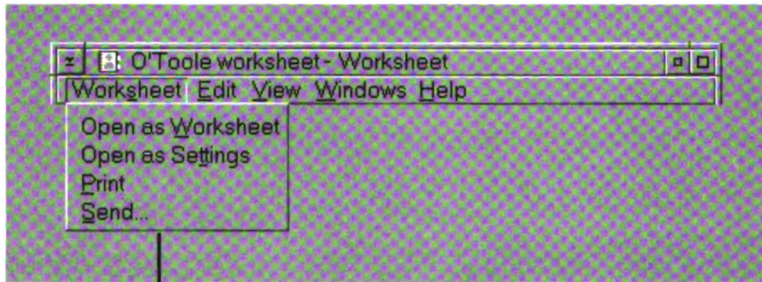 O'Toole worksheet - Worksheet
Worksheet Edit View Windows Help
Open as Worksheet
Open as Settings
Print
Send...